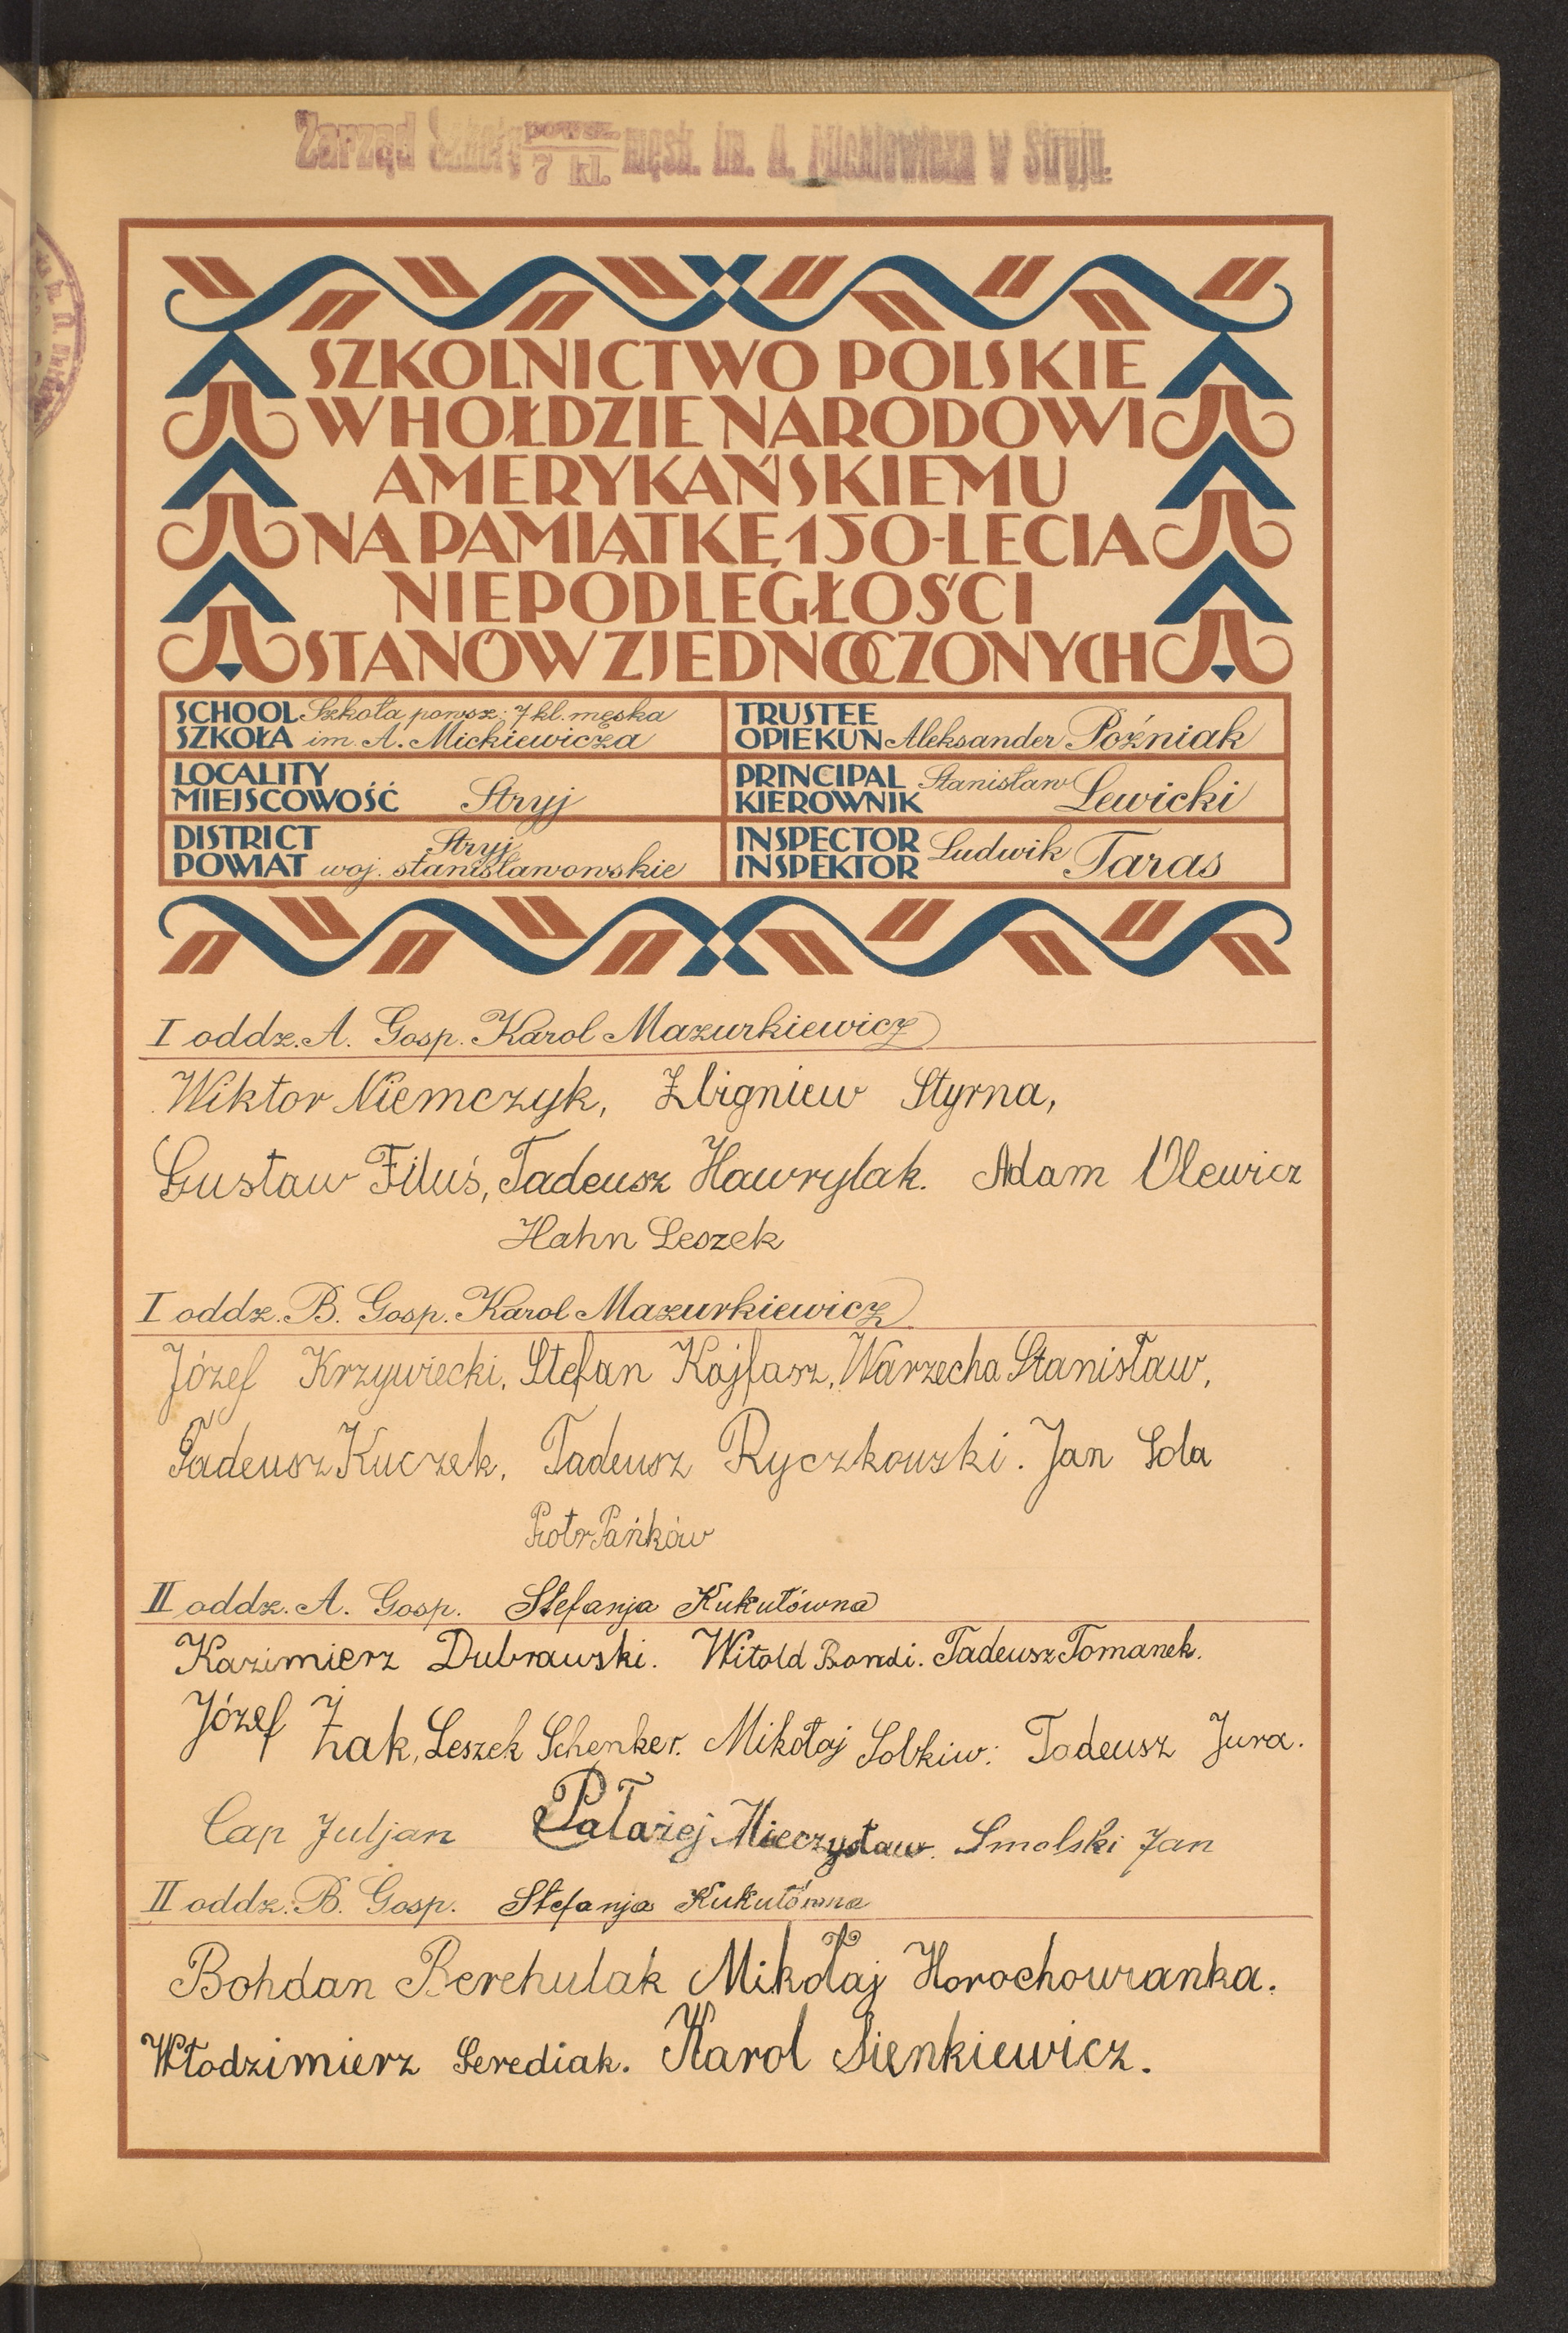 Zarząd Szkoły powsz. 7 kl. męsk. im. A. Mickiewicza w Stryju.
SZKOLNICTWO POLSKIE
W HOŁDZIE NARODOWI
AMERYKAŃSKIEMU
NA PAMIĄTKĘ 150-LECIA
NIEPODLEGŁOŚCI
STANÓW ZJEDNOCZONYCH
SCHOOL Szkoła powsz. 7 kl. męska
SZKOŁA im. A. Mickiewicza
TRUSTEE
OPIEKUN Aleksander Poźniak
LOCALITY
MIEJSCOWOŚĆ Stryj
PRINCIPAL
KIEROWNIK Stanisław Lewicki
DISTRICT Stryj
POWIAT woj. stanisławowskie
INSPECTOR
INSPEKTOR Ludwik Taras
I oddz. A. Gosp. Karol Mazurkiewicz
Wiktor Niemczyk, Zbigniew Styrna,
Gustaw Filuś, Tadeusz Hawrylak. Adam Ulewicz
Hahn Leszek
I oddz. B. Gosp. Karol Mazurkiewicz
Józef Krzywiecki, Stefan Kajfasz, Warzecha Stanisław,
Tadeusz Kuczek, Tadeusz Ryczkowski. Jan Sola
Piotr Pańków
II oddz. A. Gosp. Stefanja Kukułówna
Kazimierz Dubrawski. Witold Bondi. Tadeusz Tomanek.
Józef Żak, Leszek Schenker. Mikołaj Sobkiw. Tadeusz Jura.
Cap Juljan Pałażej Mieczysław. Smolski Jan
II oddz. B. Gosp. Stefanja Kukułówna
Bohdan Berehulak Mikołaj Horochowianka.
Włodzimierz Serediak. Karol Sienkiewicz.